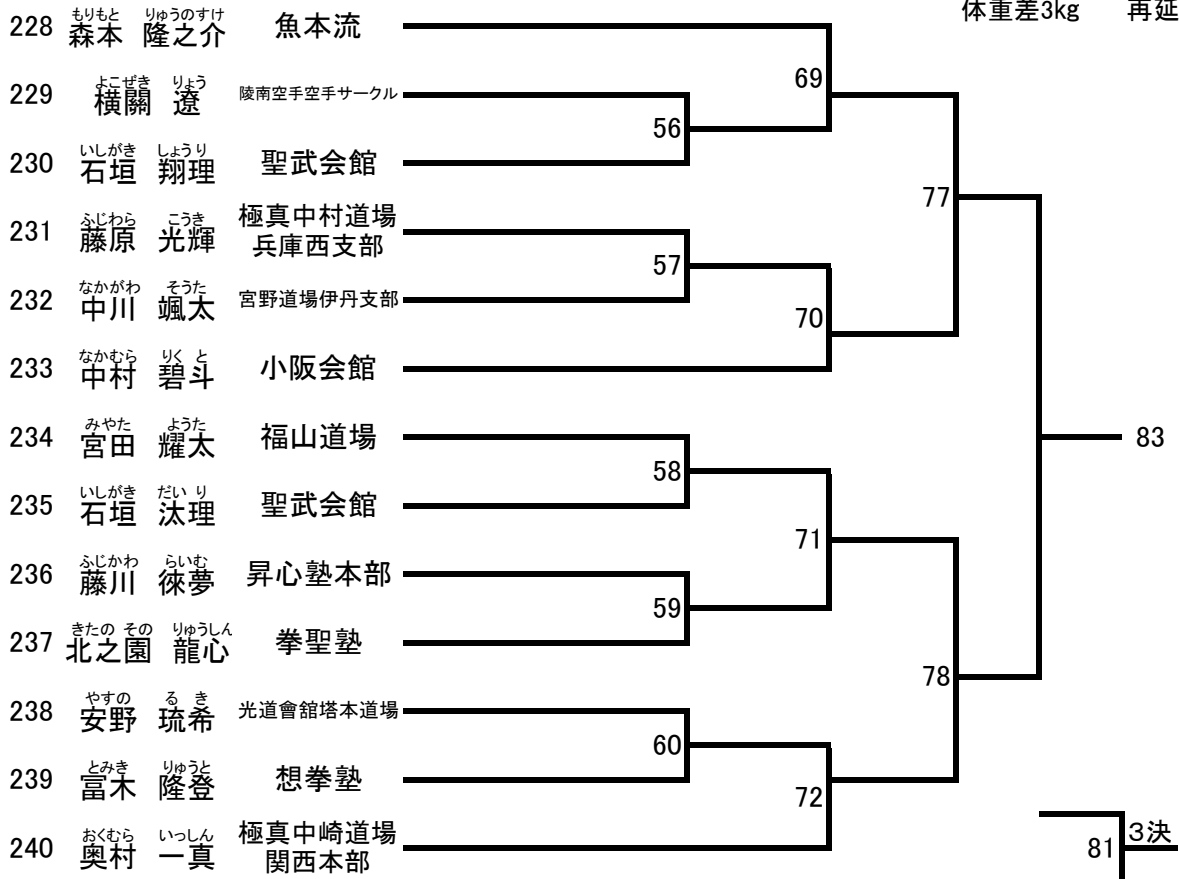 体重差3kg 再延
もりもと りゅうのすけ
228 森本 隆之介 魚本流
69
よこぜき りょう
229 横關 遼 陵南空手空手サークル
56
いしがき しょうり
230 石垣 翔理 聖武会館
77
ふじわら こうき
231 藤原 光輝 極真中村道場
兵庫西支部
57
なかがわ そうた
232 中川 颯太 宮野道場伊丹支部
70
なかむら りくと
233 中村 碧斗 小阪会館
みやた ようた
234 宮田 耀太 福山道場
83
58
いしがき だいり
235 石垣 汰理 聖武会館
71
ふじかわ らいむ
236 藤川 徠夢 昇心塾本部
59
きたのその りゅうしん
237 北之園 龍心 拳聖塾
78
やすの るき
238 安野 琉希 光道會舘塔本道場
60
とみき りゅうと
239 冨木 隆登 想拳塾
72
おくむら いっしん
240 奥村 一真 極真中崎道場
関西本部
81 3決